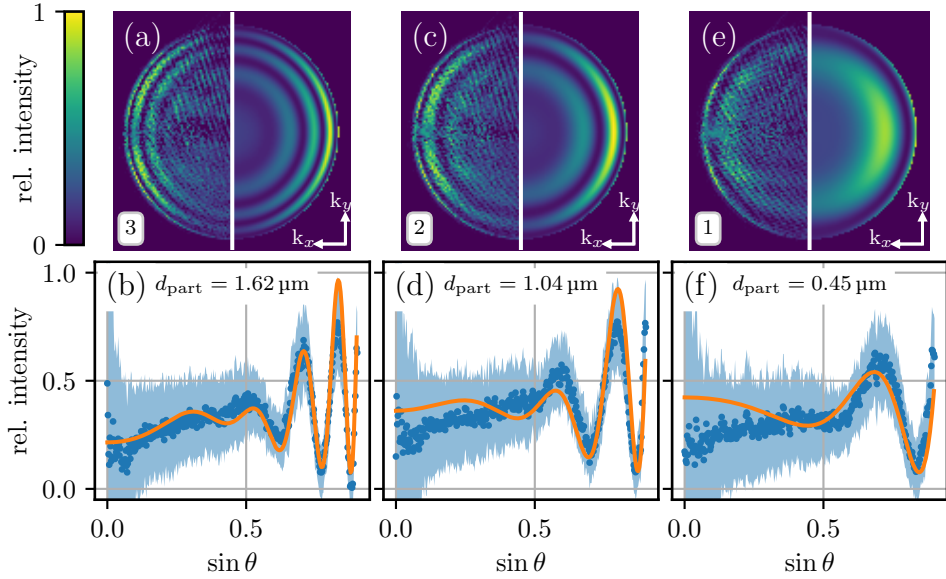 1
0
rel. intensity
(a)
3
k_y
k_x
(c)
2
k_y
k_x
(e)
1
k_y
k_x
rel. intensity
1.0
0.5
0.0
(b) d_part = 1.62 µm
0.0 0.5
sin θ
(d) d_part = 1.04 µm
0.0 0.5
sin θ
(f) d_part = 0.45 µm
0.0 0.5
sin θ